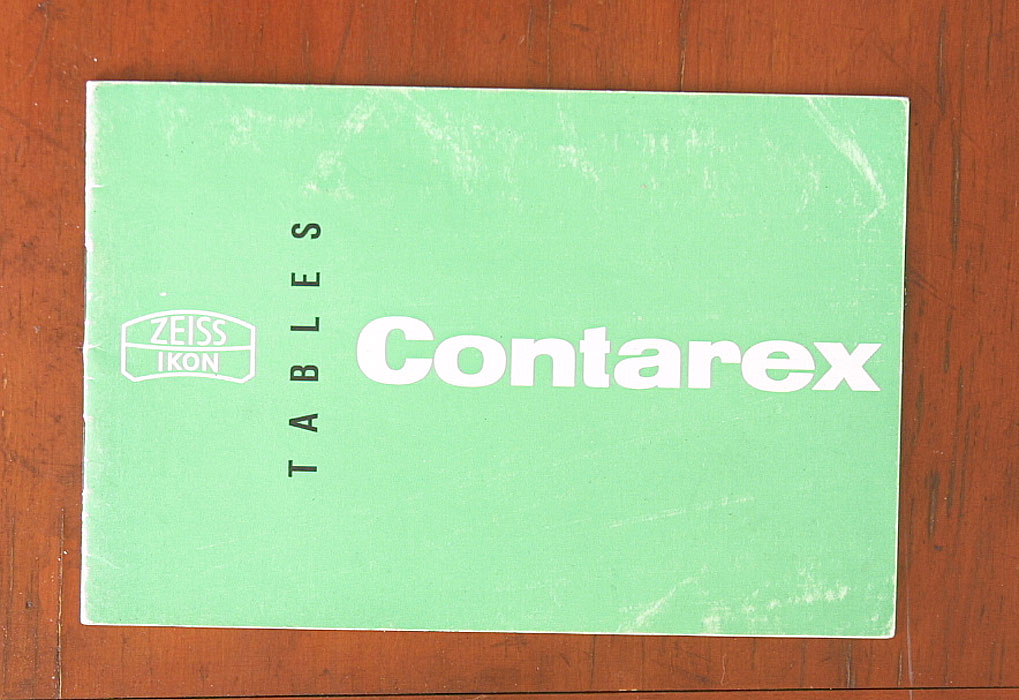 ZEISS
IKON
TABLES
Contarex